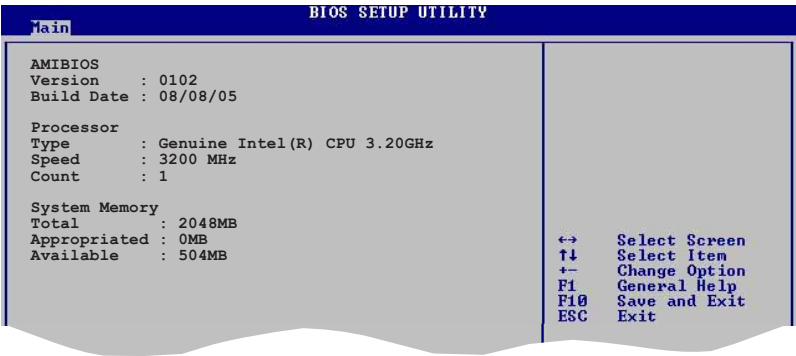 BIOS SETUP UTILITY
Main
AMIBIOS
Version : 0102
Build Date : 08/08/05
Processor
Type : Genuine Intel(R) CPU 3.20GHz
Speed : 3200 MHz
Count : 1
System Memory
Total : 2048MB
Appropriated : 0MB
Available : 504MB
←→ Select Screen
↑↓ Select Item
+- Change Option
F1 General Help
F10 Save and Exit
ESC Exit